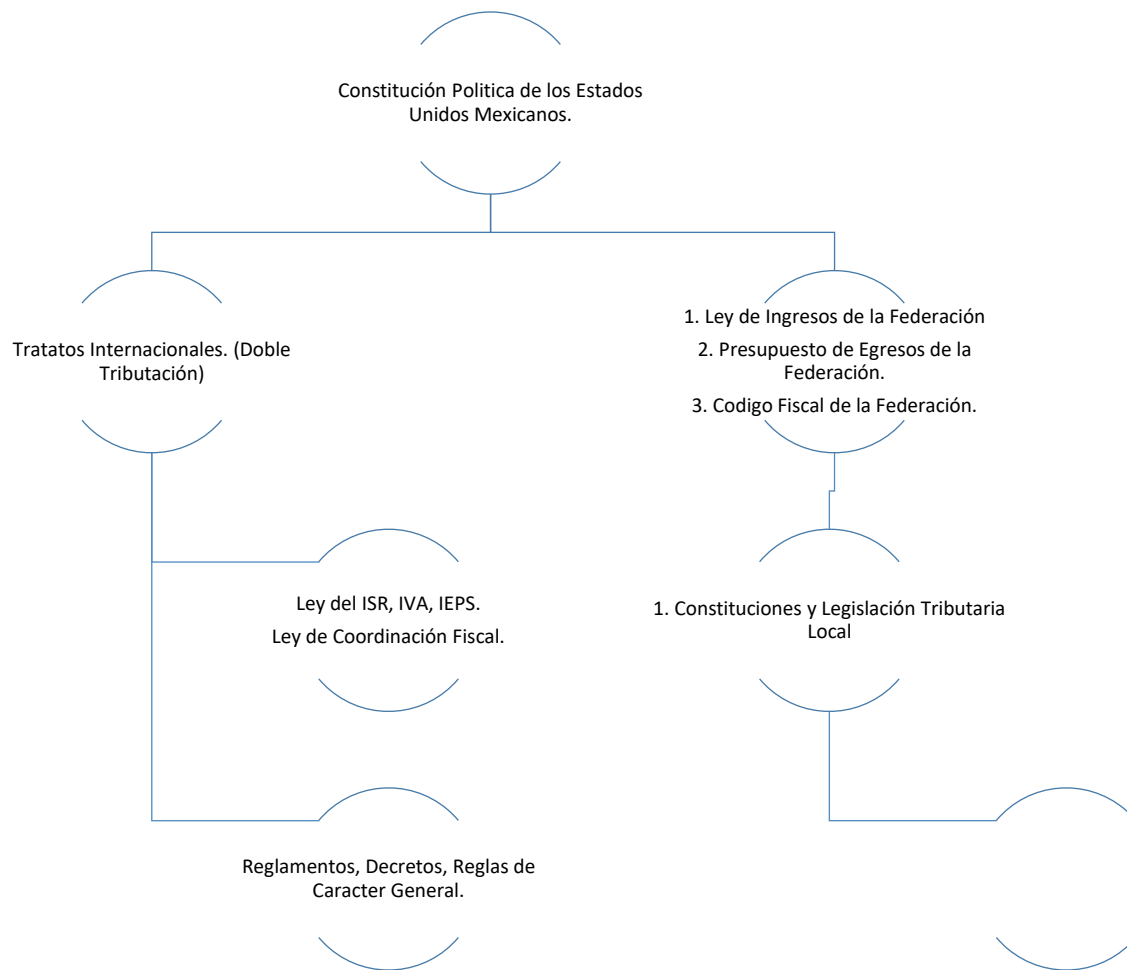 Constitución Politica de los Estados
Unidos Mexicanos.
Tratatos Internacionales. (Doble
Tributación)
1. Ley de Ingresos de la Federación
2. Presupuesto de Egresos de la
Federación.
3. Codigo Fiscal de la Federación.
Ley del ISR, IVA, IEPS.
Ley de Coordinación Fiscal.
1. Constituciones y Legislación Tributaria
Local
Reglamentos, Decretos, Reglas de
Caracter General.